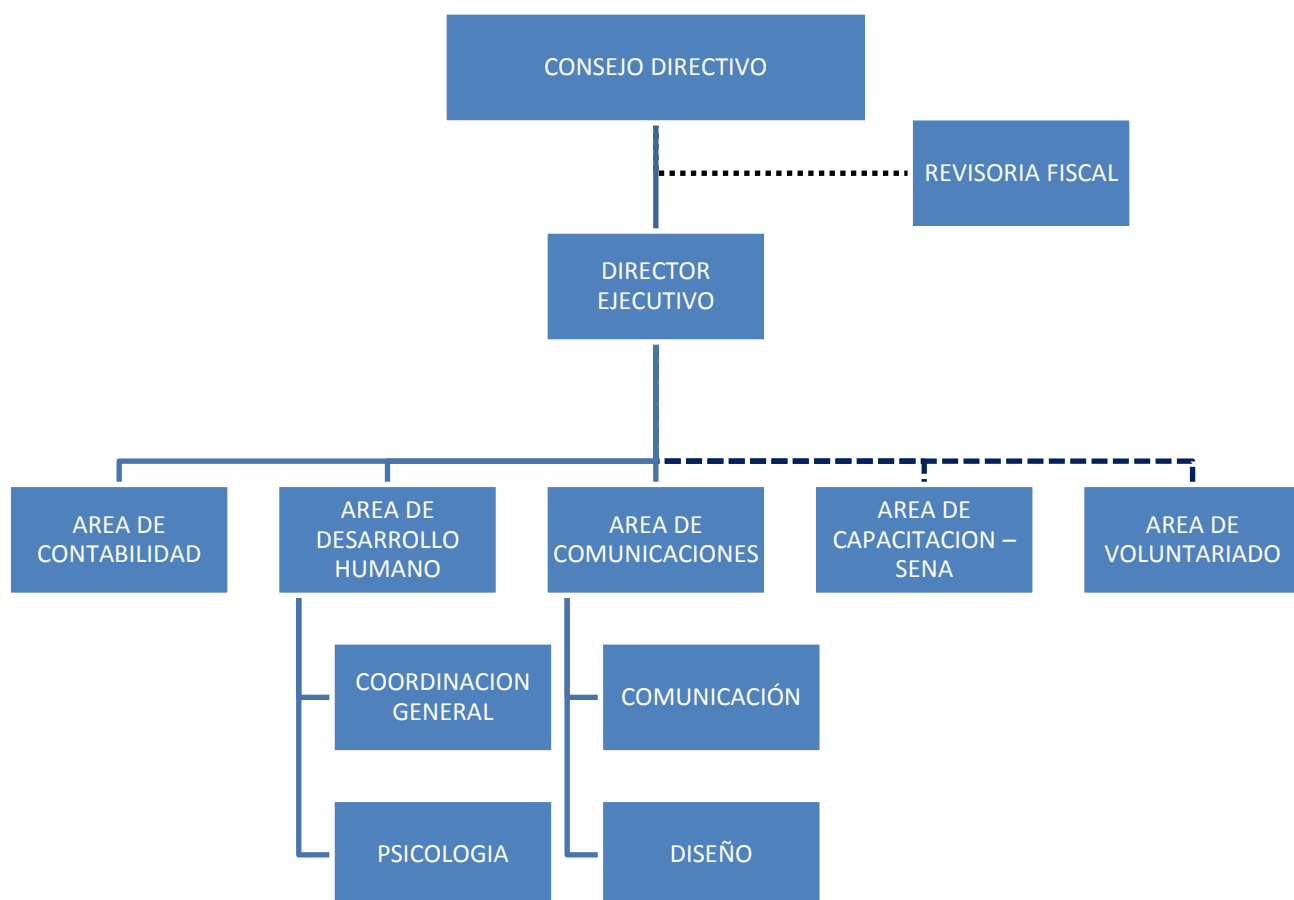 CONSEJO DIRECTIVO
REVISORIA FISCAL
DIRECTOR
EJECUTIVO
AREA DE
CONTABILIDAD
AREA DE
DESARROLLO
HUMANO
AREA DE
COMUNICACIONES
AREA DE
CAPACITACION –
SENA
AREA DE
VOLUNTARIADO
COORDINACION
GENERAL
COMUNICACIÓN
PSICOLOGIA
DISEÑO